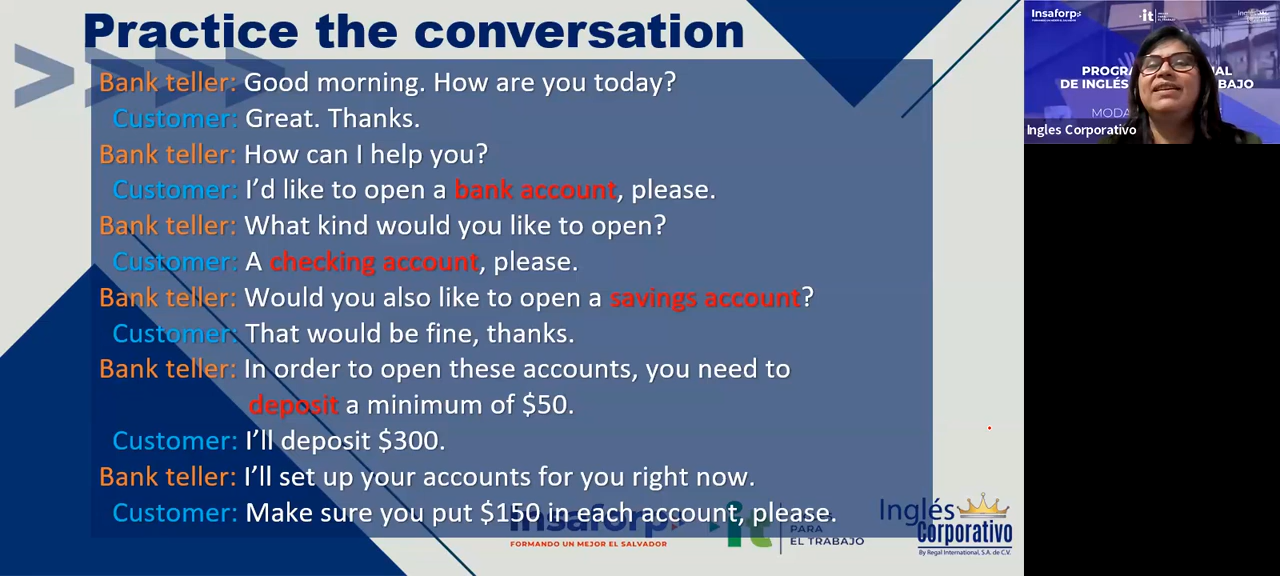 Practice the conversation
Bank teller: Good morning. How are you today?
Customer: Great. Thanks.
Bank teller: How can I help you?
Customer: I'd like to open a bank account, please.
Bank teller: What kind would you like to open?
Customer: A checking account, please.
Bank teller: Would you also like to open a savings account?
Customer: That would be fine, thanks.
Bank teller: In order to open these accounts, you need to
deposit a minimum of $50.
Customer: I'll deposit $300.
Bank teller: I'll set up your accounts for you right now.
Customer: Make sure you put $150 in each account, please.
Insaforp
FORMANDO UN MEJOR EL SALVADOR
it
PARA
EL TRABAJO
Inglés
Corporativo
By Regal International, S.A. de C.V.
Insaforp
it
PROGRA
AL
DE INGLÉS
BAJO
MODA
Ingles Corporativo